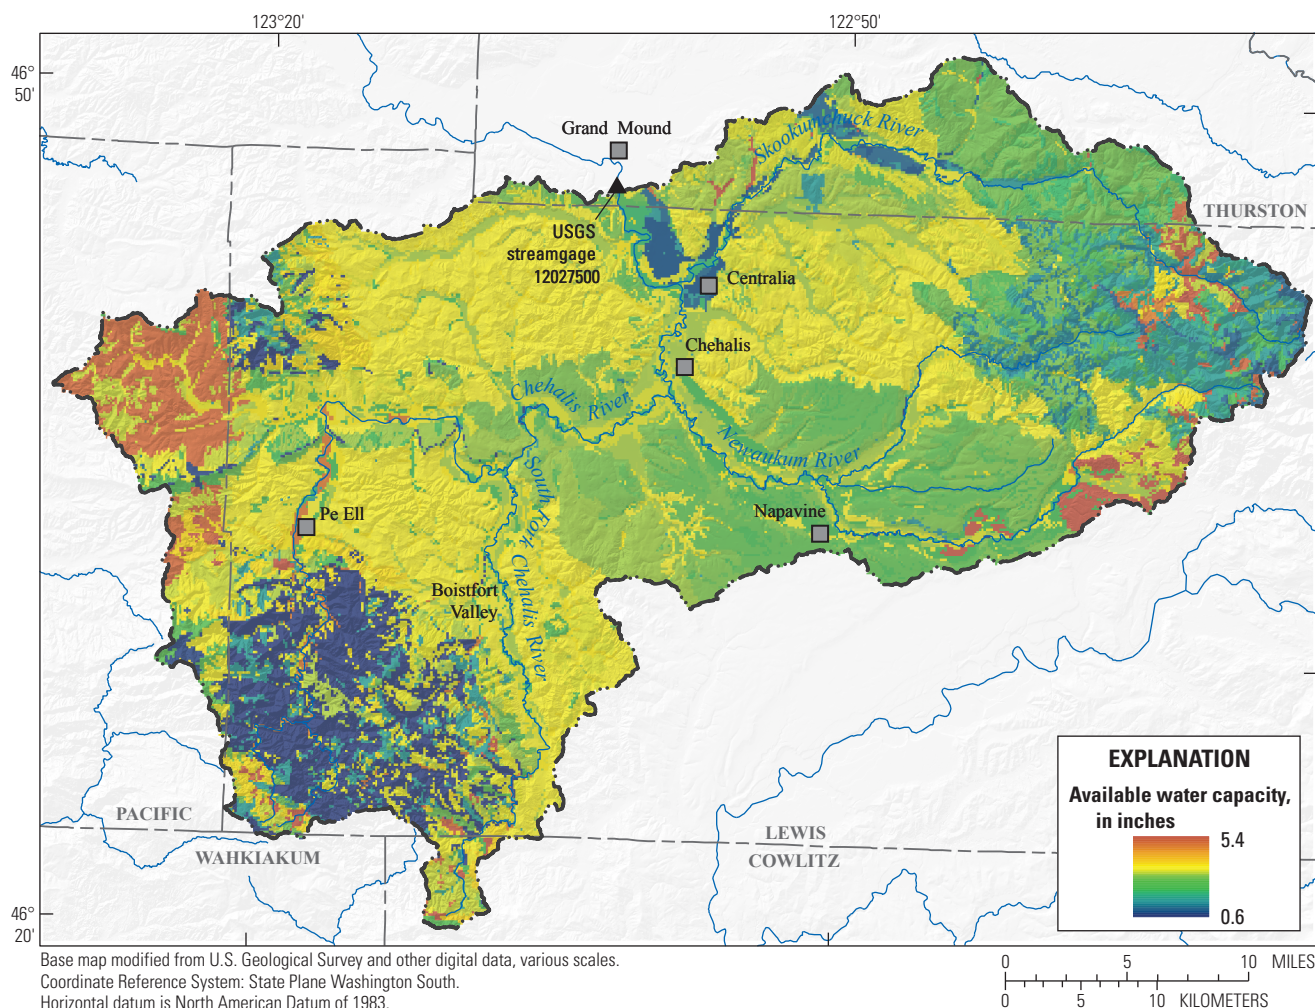 123°20'
122°50'
46°
50'
Grand Mound
Skookumchuck River
THURSTON
USGS
streamgage
12027500
Centralia
Chehalis
Chehalis River
Newaukum River
South Fork Chehalis River
Pe Ell
Napavine
Boistfort
Valley
EXPLANATION
Available water capacity,
in inches
5.4
0.6
PACIFIC
WAHKIAKUM
LEWIS
COWLITZ
46°
20'
Base map modified from U.S. Geological Survey and other digital data, various scales.
Coordinate Reference System: State Plane Washington South.
Horizontal datum is North American Datum of 1983.
0 5 10 MILES
0 5 10 KILOMETERS